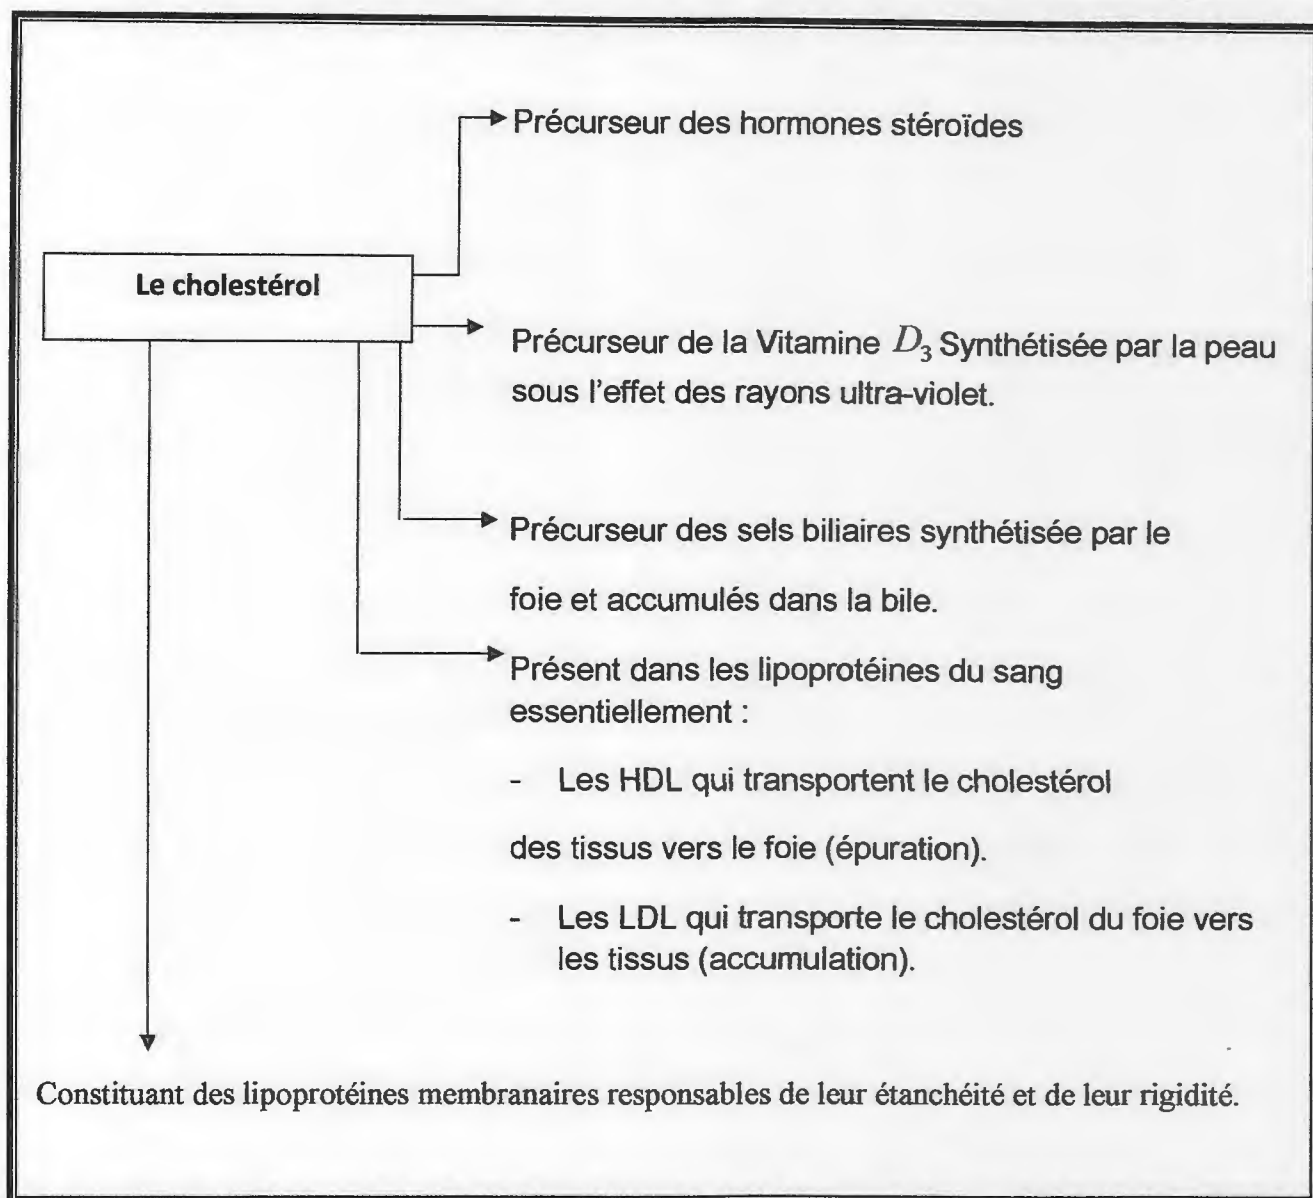 Précurseur des hormones stéroïdes
Le cholestérol
Précurseur de la Vitamine D₃ Synthétisée par la peau
sous l'effet des rayons ultra-violet.
Précurseur des sels biliaires synthétisée par le
foie et accumulés dans la bile.
Présent dans les lipoprotéines du sang
essentiellement :
- Les HDL qui transportent le cholestérol
des tissus vers le foie (épuration).
- Les LDL qui transporte le cholestérol du foie vers
les tissus (accumulation).
Constituant des lipoprotéines membranaires responsables de leur étanchéité et de leur rigidité.